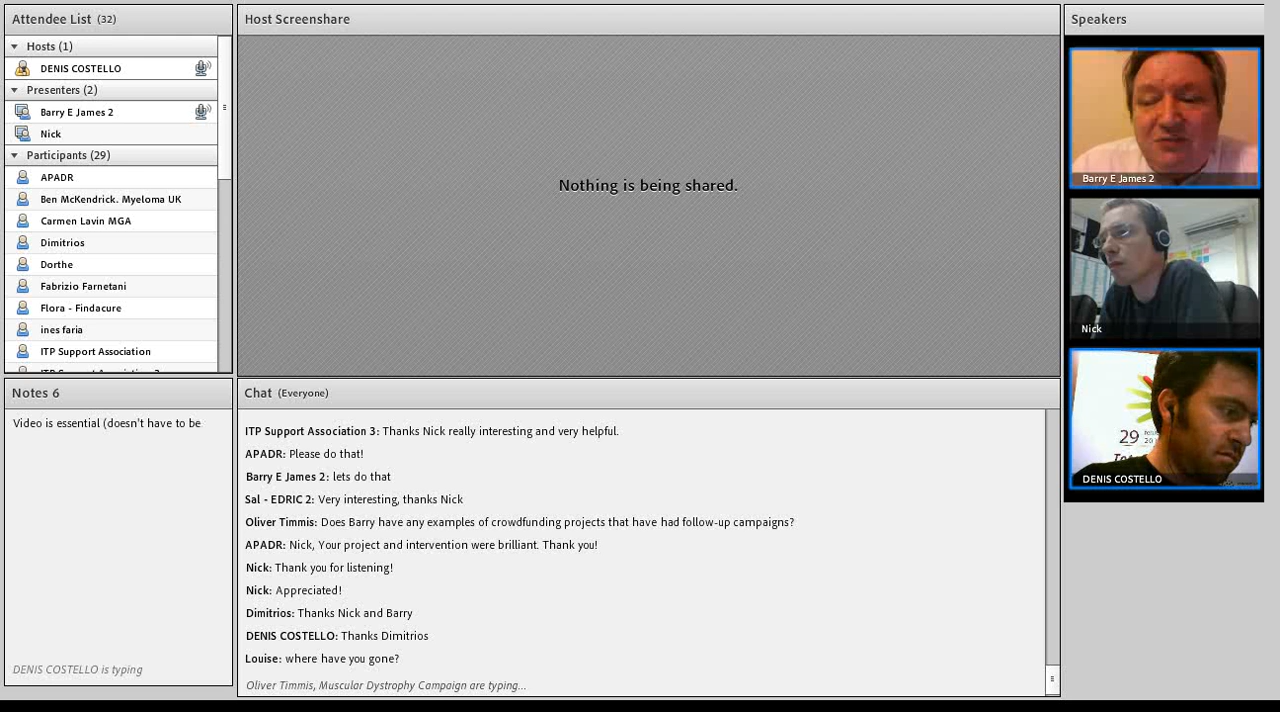 Attendee List (32)
Hosts (1)
DENIS COSTELLO
Presenters (2)
Barry E James 2
Nick
Participants (29)
APADR
Ben McKendrick. Myeloma UK
Carmen Lavin MGA
Dimitrios
Dorthe
Fabrizio Farnetani
Flora - Findacure
ines faria
ITP Support Association
Notes 6
Video is essential (doesn't have to be
DENIS COSTELLO is typing
Host Screenshare
Nothing is being shared.
Chat (Everyone)
ITP Support Association 3: Thanks Nick really interesting and very helpful.
APADR: Please do that!
Barry E James 2: lets do that
Sal - EDRIC 2: Very interesting, thanks Nick
Oliver Timmis: Does Barry have any examples of crowdfunding projects that have had follow-up campaigns?
APADR: Nick, Your project and intervention were brilliant. Thank you!
Nick: Thank you for listening!
Nick: Appreciated!
Dimitrios: Thanks Nick and Barry
DENIS COSTELLO: Thanks Dimitrios
Louise: where have you gone?
Oliver Timmis, Muscular Dystrophy Campaign are typing...
Speakers
Barry E James 2
Nick
29
DENIS COSTELLO